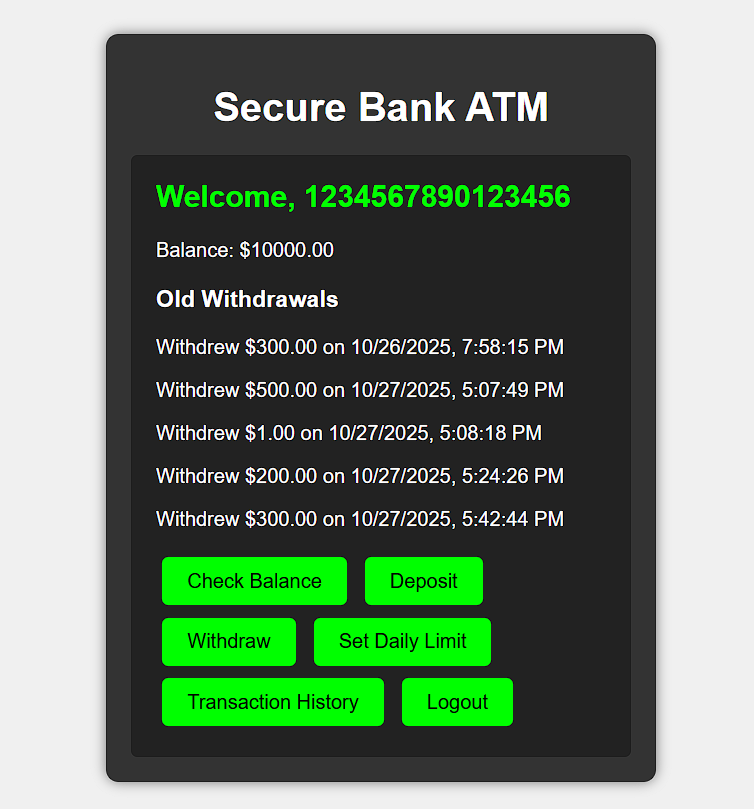 Secure Bank ATM
Welcome, 1234567890123456
Balance: $10000.00
Old Withdrawals
Withdrew $300.00 on 10/26/2025, 7:58:15 PM
Withdrew $500.00 on 10/27/2025, 5:07:49 PM
Withdrew $1.00 on 10/27/2025, 5:08:18 PM
Withdrew $200.00 on 10/27/2025, 5:24:26 PM
Withdrew $300.00 on 10/27/2025, 5:42:44 PM
Check Balance Deposit
Withdraw Set Daily Limit
Transaction History Logout